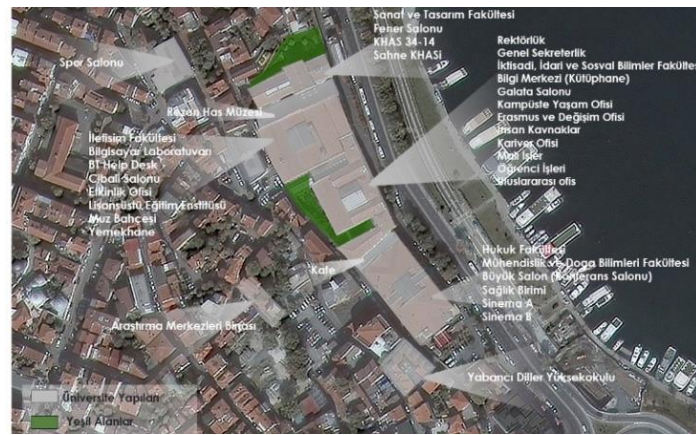 Sanat ve Tasarım Fakültesi
Fener Salonu
KHAS 34-14
Sahne KHASi
Rektörlük
Genel Sekreterlik
İktisadi, İdari ve Sosyal Bilimler Fakültes
Bilgi Merkezi (Kütüphane)
Galata Salonu
Kampüste Yaşam Ofisi
Erasmus ve Değişim Ofisi
İnsan Kaynaklar
Kariyer Ofisi
Mali İşler
Öğrenci İşleri
Uluslararası ofis
Spor Salonu
Rezan Has Müzesi
İletisim Fakültesi
Bilgisayar Laboratuvarı
BT Help Desk
Cibali Salonu
Etkinlik Ofisi
Lisansüstü Eğitim Enstitüsü
Muz Bahçesi
Yemekhane
Hukuk Fakültesi
Mühendislik ve Doga Bilimleri Fakültesi
Büyük Salon (Konferans Salonu)
Sağlık Birimi
Sinema A
Sinema B
Kafe
Araştırma Merkezleri Binası
Yabancı Diller Yüksekokulu
Üniversite Yapıları
Yeşil Alanlar